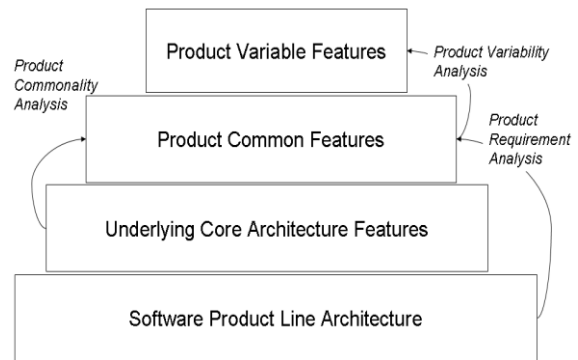 Product Variable Features
Product
Commonality
Analysis
Product Variability
Analysis
Product Common Features
Product
Requirement
Analysis
Underlying Core Architecture Features
Software Product Line Architecture